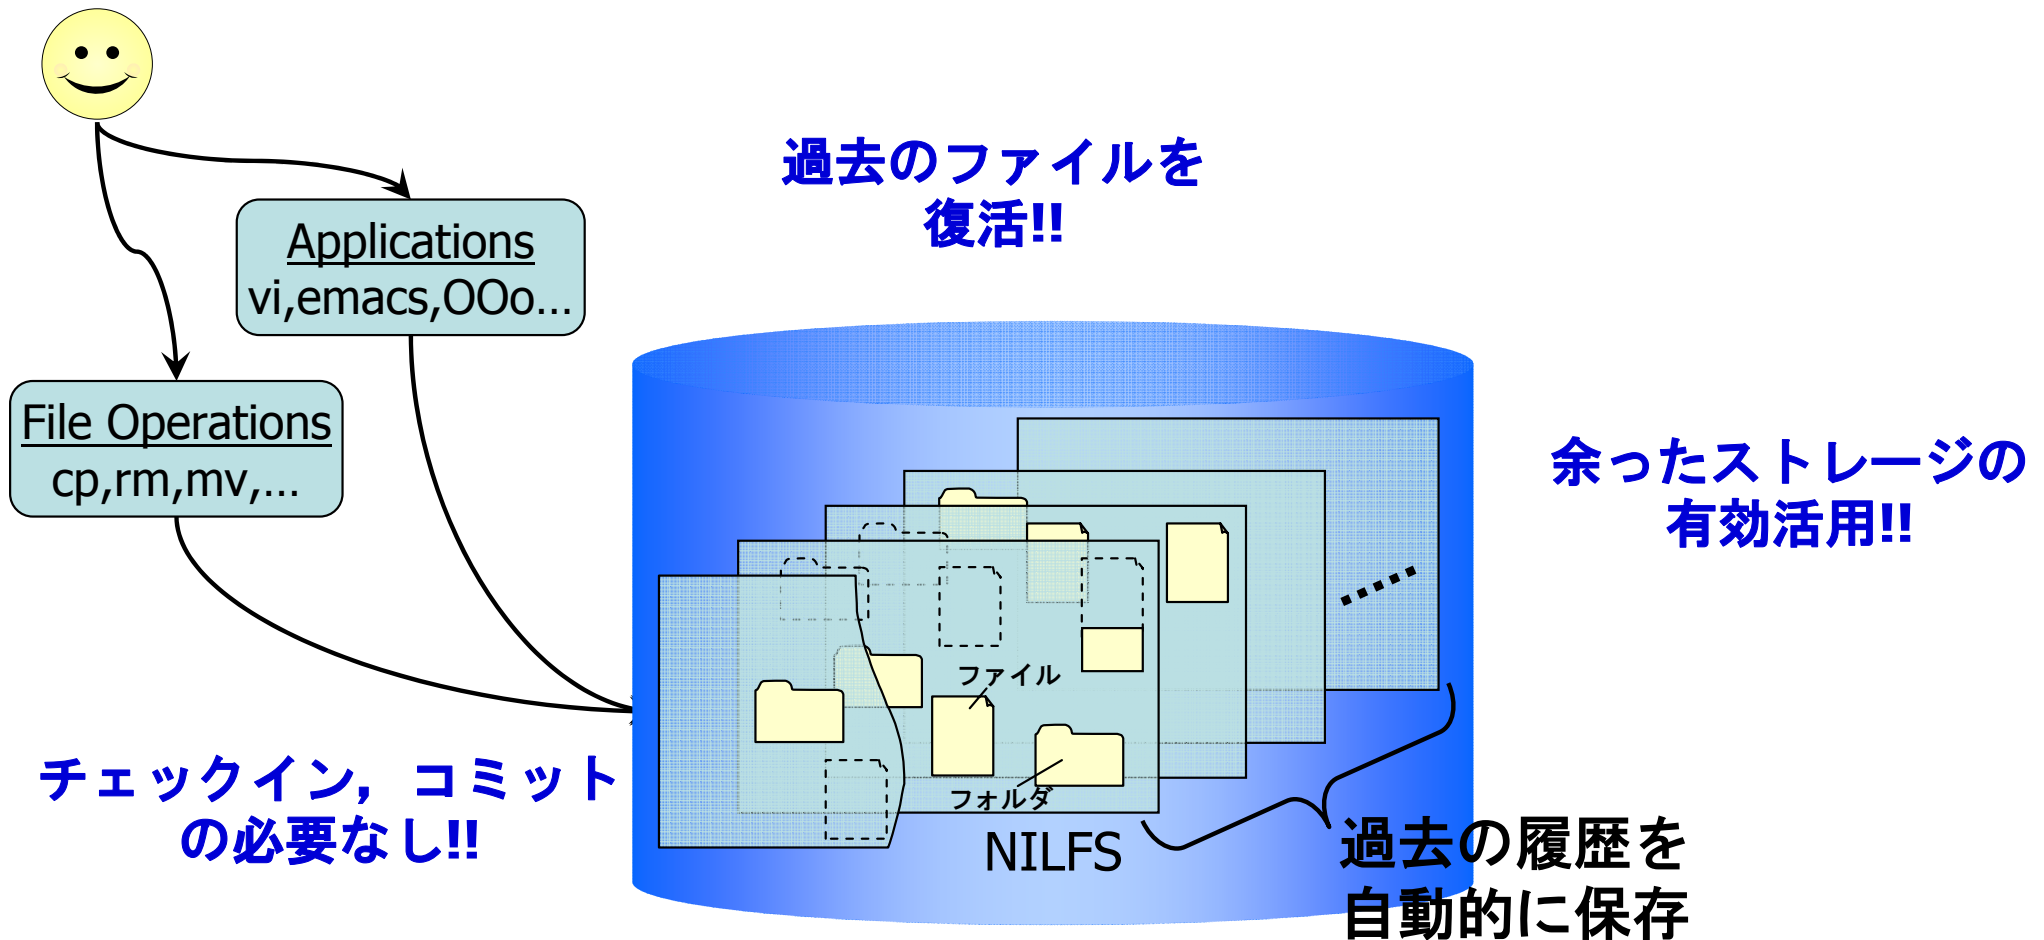 過去のファイルを
復活!!
Applications
vi,emacs,OOo...
File Operations
cp,rm,mv,...
余ったストレージの
有効活用!!
ファイル
フォルダ
NILFS
チェックイン，コミット
の必要なし!!
過去の履歴を
自動的に保存